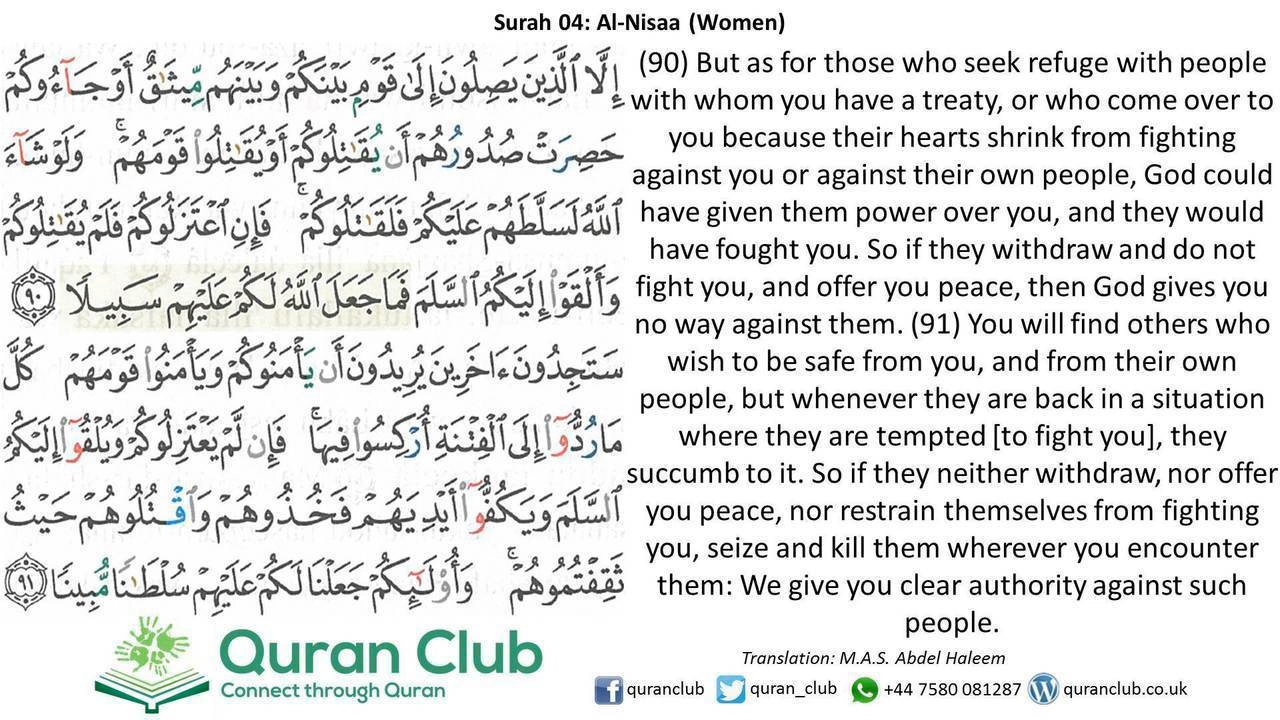 Surah 04: Al-Nisaa (Women)
إِلَّا ٱلَّذِينَ يَصِلُونَ إِلَىٰ قَوْمِۭ بَيْنَكُمْ وَبَيْنَهُم مِّيثَٰقٌ أَوْ جَآءُوكُمْ
حَصِرَتْ صُدُورُهُمْ أَن يُقَٰتِلُوكُمْ أَوْ يُقَٰتِلُوا۟ قَوْمَهُمْ ۚ وَلَوْ شَآءَ
ٱللَّهُ لَسَلَّطَهُمْ عَلَيْكُمْ فَلَقَٰتَلُوكُمْ ۚ فَإِنِ ٱعْتَزَلُوكُمْ فَلَمْ يُقَٰتِلُوكُمْ
وَأَلْقَوْا۟ إِلَيْكُمُ ٱلسَّلَمَ فَمَا جَعَلَ ٱللَّهُ لَكُمْ عَلَيْهِمْ سَبِيلًا ٩٠
سَتَجِدُونَ ءَاخَرِينَ يُرِيدُونَ أَن يَأْمَنُوكُمْ وَيَأْمَنُوا۟ قَوْمَهُمْ كُلَّ
مَا رُدُّوٓا۟ إِلَى ٱلْفِتْنَةِ أُرْكِسُوا۟ فِيهَا ۚ فَإِن لَّمْ يَعْتَزِلُوكُمْ وَيُلْقُوٓا۟ إِلَيْكُمُ
ٱلسَّلَمَ وَيَكُفُّوٓا۟ أَيْدِيَهُمْ فَخُذُوهُمْ وَٱقْتُلُوهُمْ حَيْثُ
ثَقِفْتُمُوهُمْ ۚ وَأُو۟لَٰٓئِكُمْ جَعَلْنَا لَكُمْ عَلَيْهِمْ سُلْطَٰنًا مُّبِينًا ٩١
(90) But as for those who seek refuge with people
with whom you have a treaty, or who come over to
you because their hearts shrink from fighting
against you or against their own people, God could
have given them power over you, and they would
have fought you. So if they withdraw and do not
fight you, and offer you peace, then God gives you
no way against them. (91) You will find others who
wish to be safe from you, and from their own
people, but whenever they are back in a situation
where they are tempted [to fight you], they
succumb to it. So if they neither withdraw, nor offer
you peace, nor restrain themselves from fighting
you, seize and kill them wherever you encounter
them: We give you clear authority against such
people.
Translation: M.A.S. Abdel Haleem
Quran Club
Connect through Quran
quranclub quran_club +44 7580 081287 quranclub.co.uk